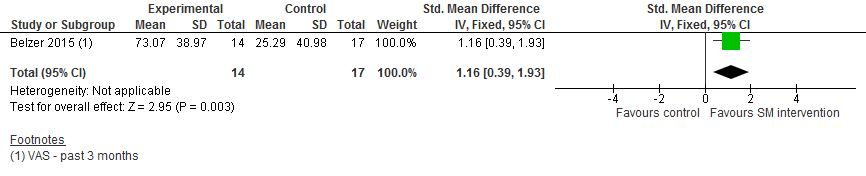 Experimental Control Std. Mean Difference Std. Mean Difference
Study or Subgroup Mean SD Total Mean SD Total Weight IV, Fixed, 95% CI IV, Fixed, 95% CI
Belzer 2015 (1) 73.07 38.97 14 25.29 40.98 17 100.0% 1.16 [0.39, 1.93]
Total (95% CI) 14 17 100.0% 1.16 [0.39, 1.93]
Heterogeneity: Not applicable
Test for overall effect: Z = 2.95 (P = 0.003)
-4 -2 0 2 4
Favours control Favours SM intervention
Footnotes
(1) VAS - past 3 months